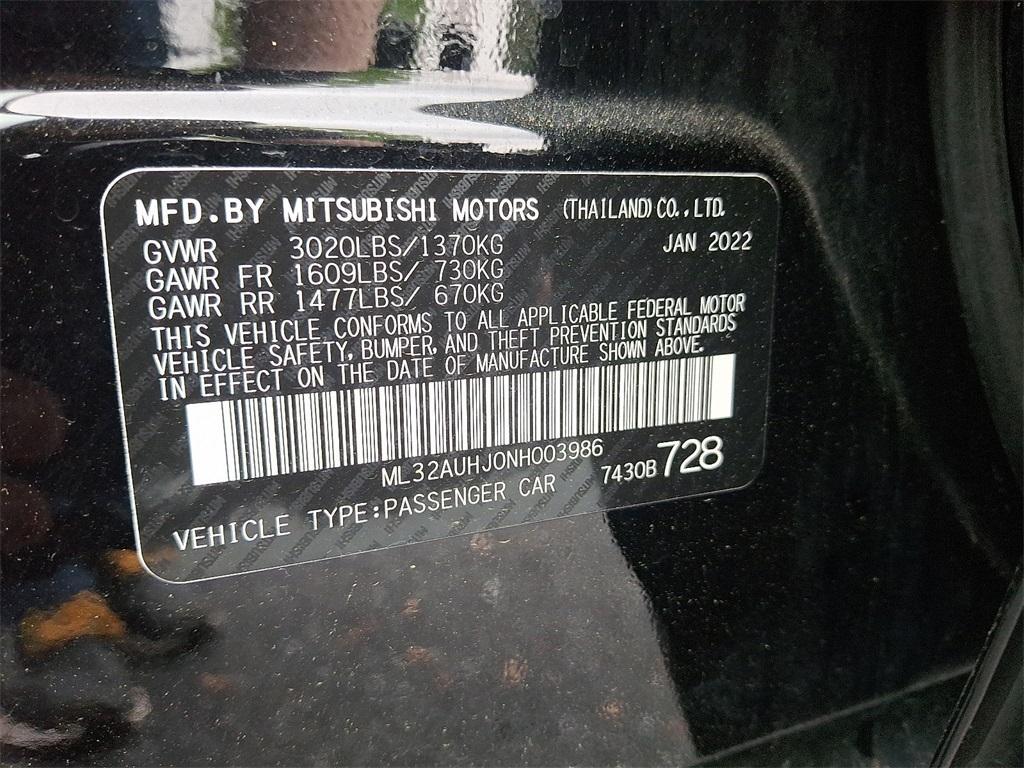 MFD.BY MITSUBISHI MOTORS (THAILAND) CO., LTD.
GVWR 3020LBS/1370KG JAN 2022
GAWR FR 1609LBS/ 730KG
GAWR RR 1477LBS/ 670KG
THIS VEHICLE CONFORMS TO ALL APPLICABLE FEDERAL MOTOR
VEHICLE SAFETY, BUMPER, AND THEFT PREVENTION STANDARDS
IN EFFECT ON THE DATE OF MANUFACTURE SHOWN ABOVE.
ML32AUHJ0NH003986
7430B 728
VEHICLE TYPE:PASSENGER CAR